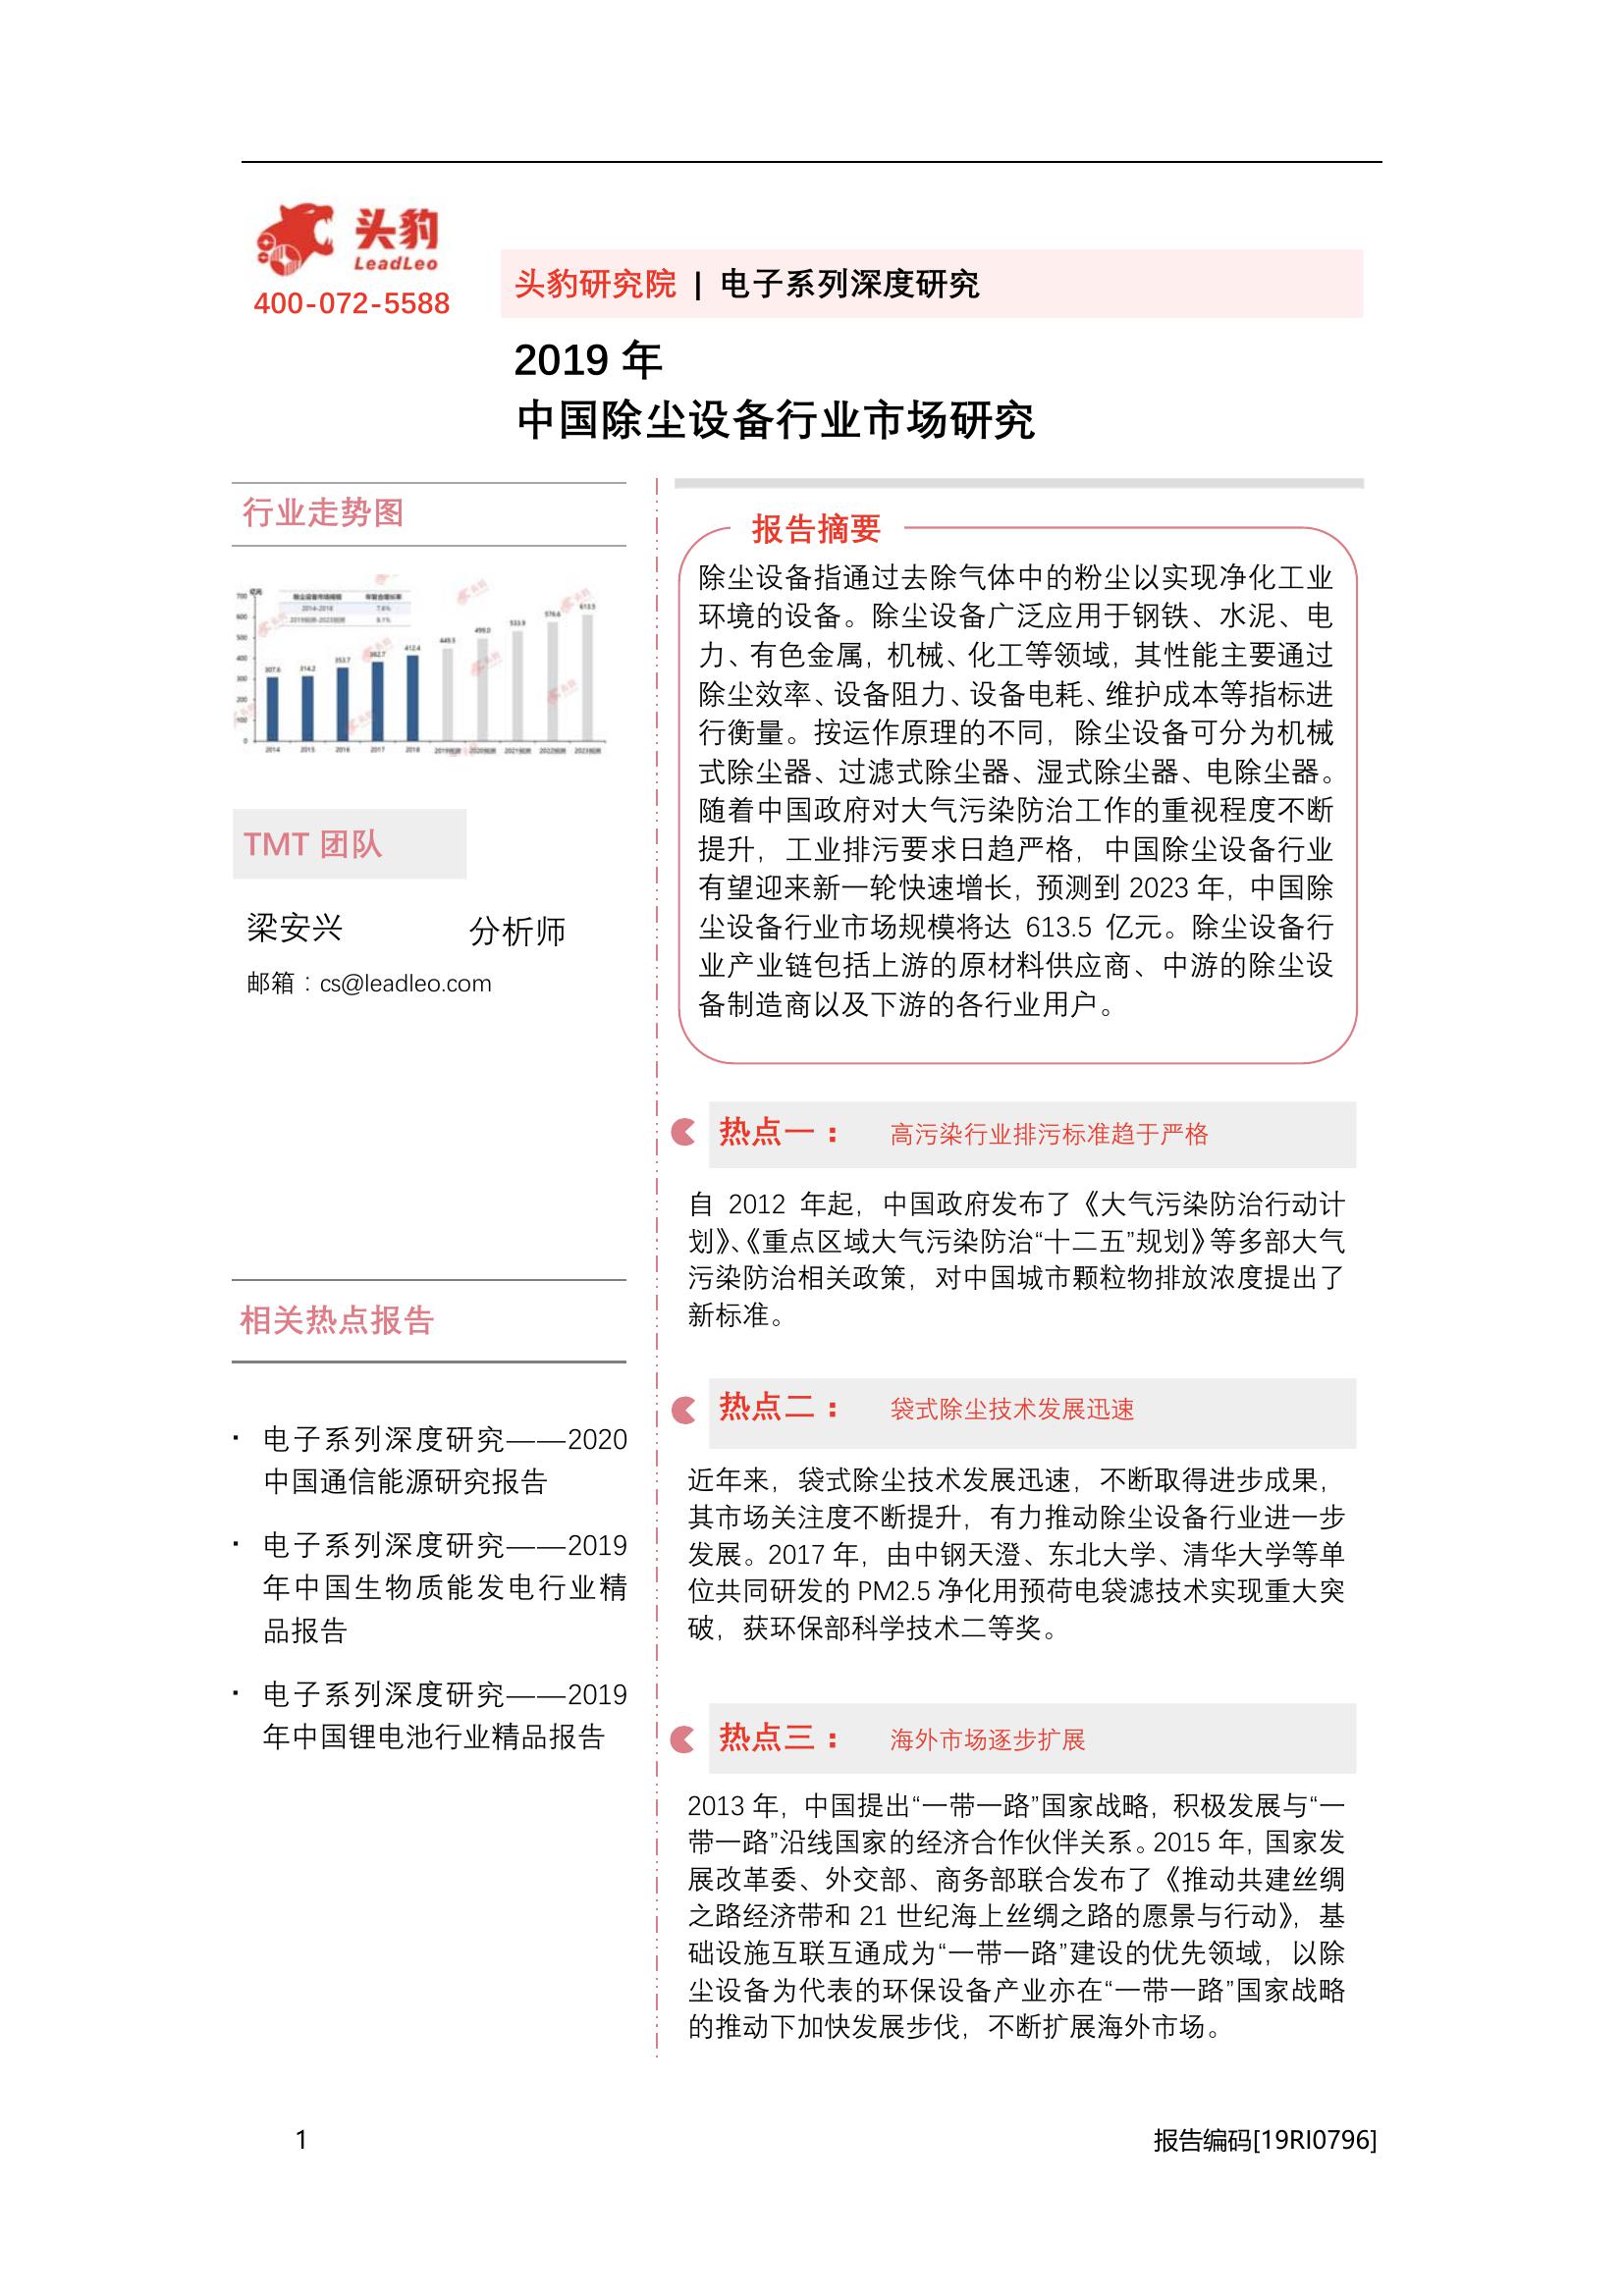 头豹
LeadLeo
400-072-5588
头豹研究院 | 电子系列深度研究
2019 年
中国除尘设备行业市场研究
行业走势图
亿元
700
600
500
400
300
200
100
0
除尘设备市场规模 年复合增长率
2014-2018 7.6%
2019预测-2023预测 8.1%
307.6
314.2
353.7
382.7
412.4
449.5
499.0
533.9
576.6
613.5
2014 2015 2016 2017 2018 2019预测 2020预测 2021预测 2022预测 2023预测
TMT 团队
梁安兴 分析师
邮箱：cs@leadleo.com
相关热点报告
▪ 电子系列深度研究——2020
中国通信能源研究报告
▪ 电子系列深度研究——2019
年中国生物质能发电行业精
品报告
▪ 电子系列深度研究——2019
年中国锂电池行业精品报告
报告摘要
除尘设备指通过去除气体中的粉尘以实现净化工业
环境的设备。除尘设备广泛应用于钢铁、水泥、电
力、有色金属，机械、化工等领域，其性能主要通过
除尘效率、设备阻力、设备电耗、维护成本等指标进
行衡量。按运作原理的不同，除尘设备可分为机械
式除尘器、过滤式除尘器、湿式除尘器、电除尘器。
随着中国政府对大气污染防治工作的重视程度不断
提升，工业排污要求日趋严格，中国除尘设备行业
有望迎来新一轮快速增长，预测到 2023 年，中国除
尘设备行业市场规模将达 613.5 亿元。除尘设备行
业产业链包括上游的原材料供应商、中游的除尘设
备制造商以及下游的各行业用户。
热点一： 高污染行业排污标准趋于严格
自 2012 年起，中国政府发布了《大气污染防治行动计
划》、《重点区域大气污染防治“十二五”规划》等多部大气
污染防治相关政策，对中国城市颗粒物排放浓度提出了
新标准。
热点二： 袋式除尘技术发展迅速
近年来，袋式除尘技术发展迅速，不断取得进步成果，
其市场关注度不断提升，有力推动除尘设备行业进一步
发展。2017 年，由中钢天澄、东北大学、清华大学等单
位共同研发的 PM2.5 净化用预荷电袋滤技术实现重大突
破，获环保部科学技术二等奖。
热点三： 海外市场逐步扩展
2013 年，中国提出“一带一路”国家战略，积极发展与“一
带一路”沿线国家的经济合作伙伴关系。2015 年，国家发
展改革委、外交部、商务部联合发布了《推动共建丝绸
之路经济带和 21 世纪海上丝绸之路的愿景与行动》，基
础设施互联互通成为“一带一路”建设的优先领域，以除
尘设备为代表的环保设备产业亦在“一带一路”国家战略
的推动下加快发展步伐，不断扩展海外市场。
1
报告编码[19RI0796]